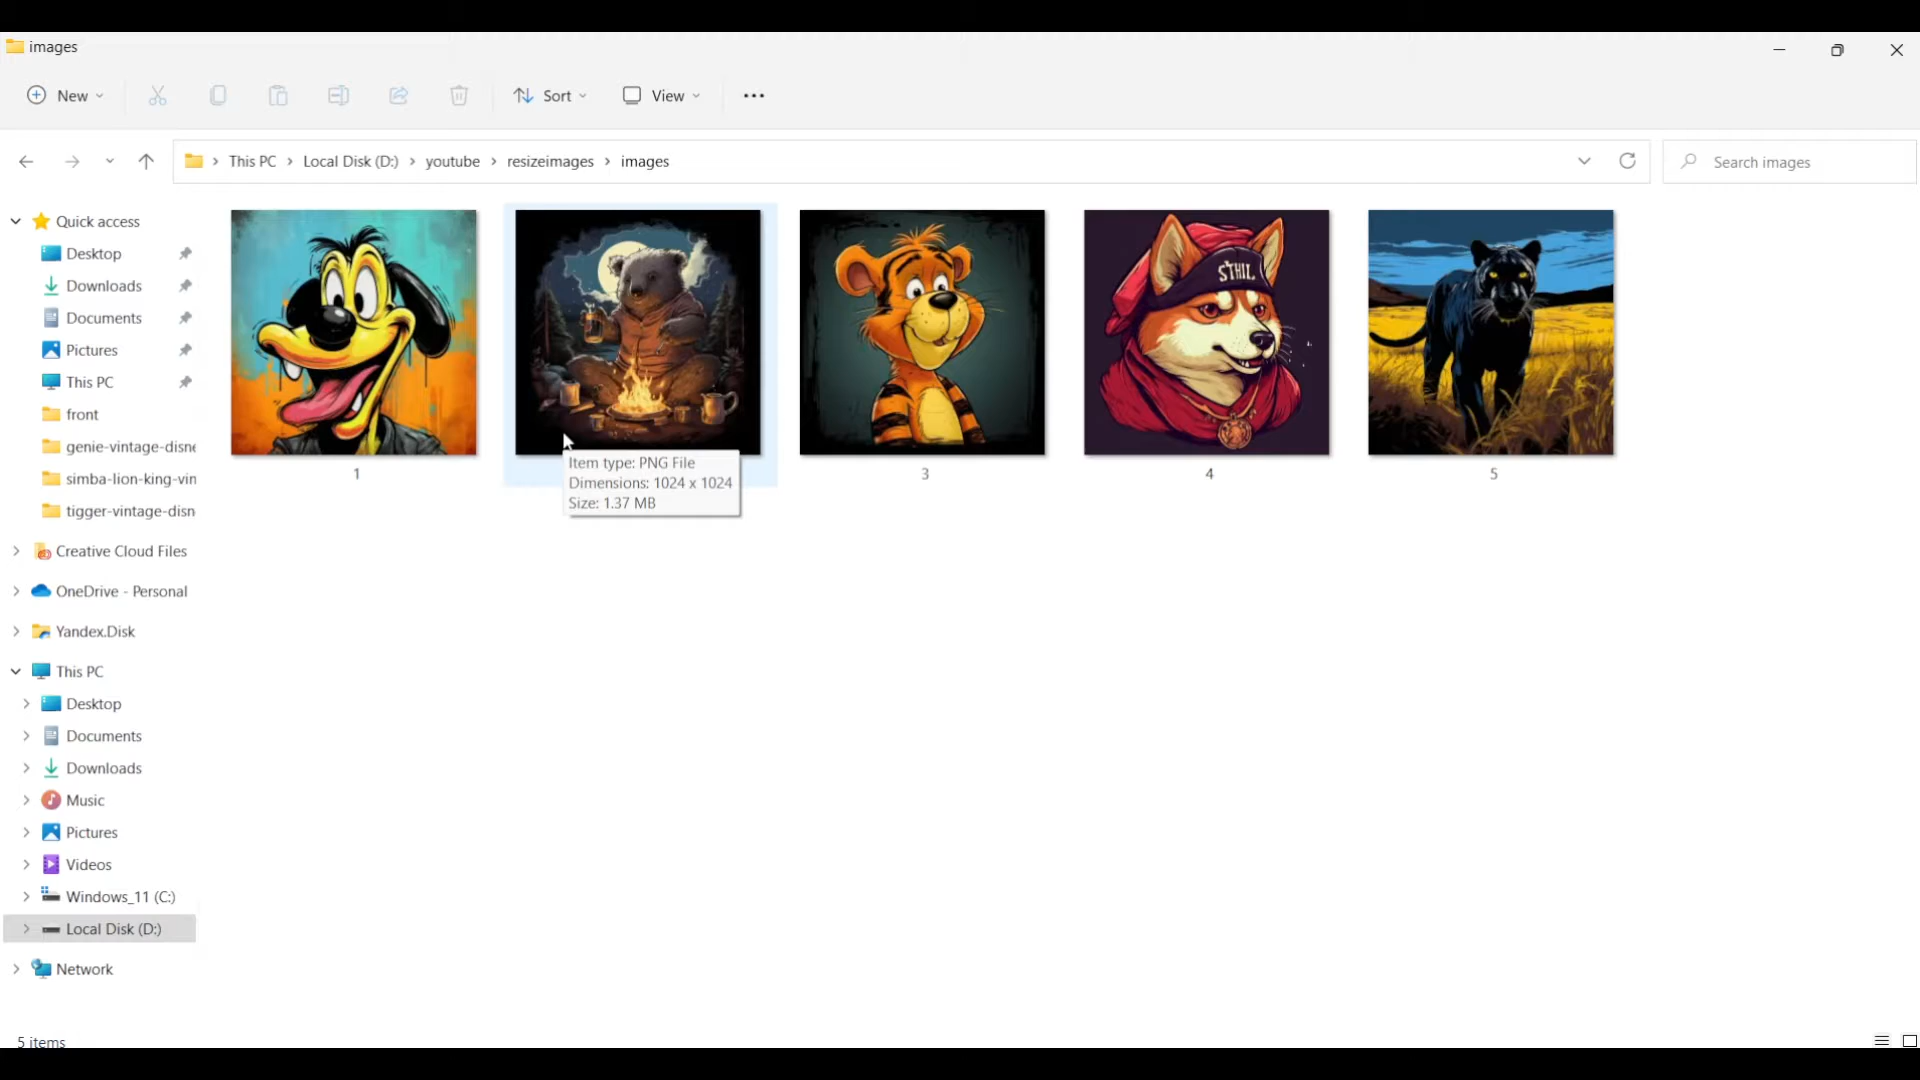 images
New
Sort
View
This PC
Local Disk (D:)
youtube
resizeimages
images
Search images
Quick access
Desktop
Downloads
Documents
Pictures
This PC
front
genie-vintage-disne
simba-lion-king-vin
tigger-vintage-disn
Creative Cloud Files
OneDrive - Personal
Yandex.Disk
This PC
Desktop
Documents
Downloads
Music
Pictures
Videos
Windows_11 (C:)
Local Disk (D:)
Network
STHIL
1
3
4
5
Item type: PNG File
Dimensions: 1024 x 1024
Size: 1.37 MB
5 items